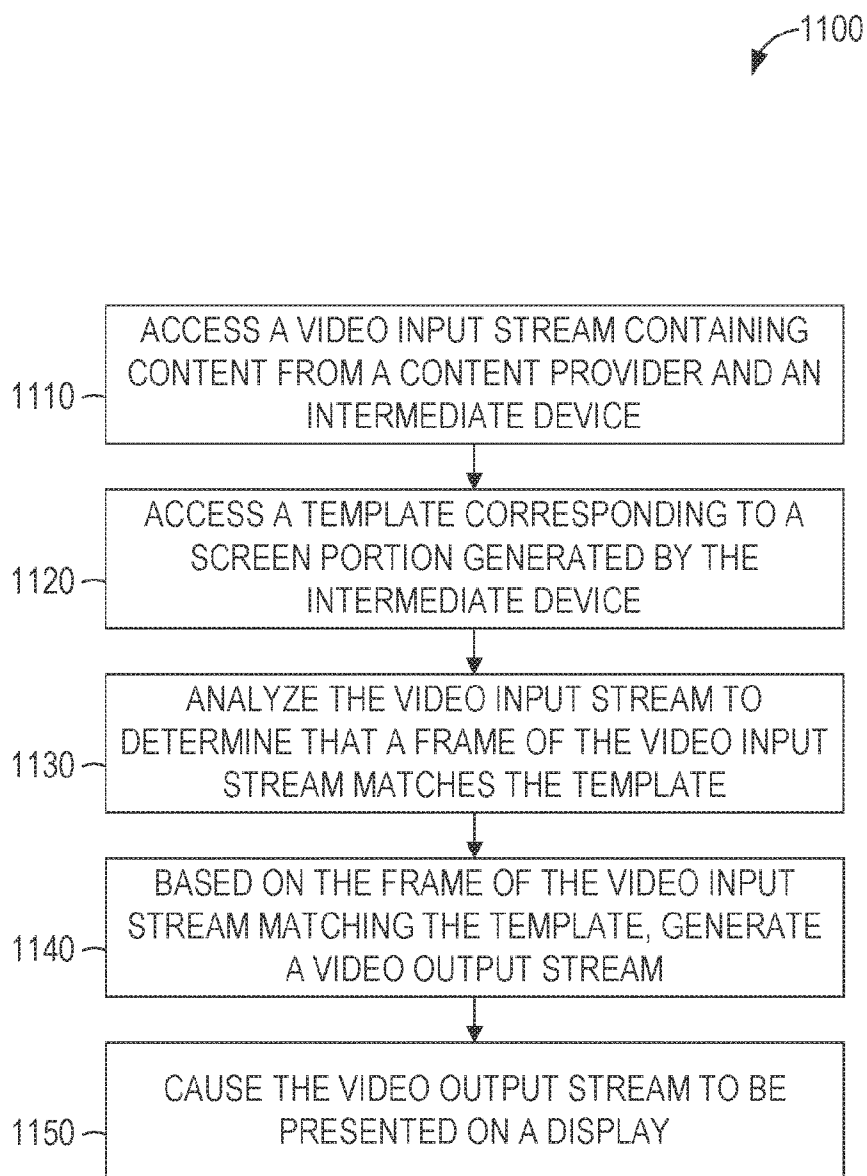 1100
ACCESS A VIDEO INPUT STREAM CONTAINING
CONTENT FROM A CONTENT PROVIDER AND AN
INTERMEDIATE DEVICE
1110
ACCESS A TEMPLATE CORRESPONDING TO A
SCREEN PORTION GENERATED BY THE
INTERMEDIATE DEVICE
1120
ANALYZE THE VIDEO INPUT STREAM TO
DETERMINE THAT A FRAME OF THE VIDEO INPUT
STREAM MATCHES THE TEMPLATE
1130
BASED ON THE FRAME OF THE VIDEO INPUT
STREAM MATCHING THE TEMPLATE, GENERATE
A VIDEO OUTPUT STREAM
1140
CAUSE THE VIDEO OUTPUT STREAM TO BE
PRESENTED ON A DISPLAY
1150